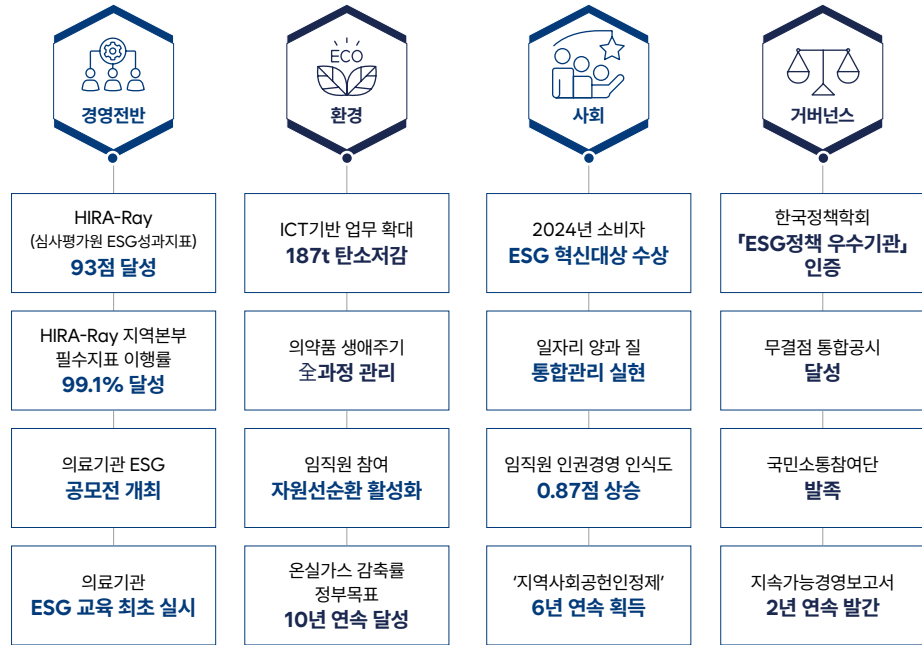 경영전반
HIRA-Ray
(심사평가원 ESG성과지표)
93점 달성
HIRA-Ray 지역본부
필수지표 이행률
99.1% 달성
의료기관 ESG
공모전 개최
의료기관
ESG 교육 최초 실시
ECO
환경
ICT기반 업무 확대
187t 탄소저감
의약품 생애주기
全과정 관리
임직원 참여
자원선순환 활성화
온실가스 감축률
정부목표
10년 연속 달성
사회
2024년 소비자
ESG 혁신대상 수상
일자리 양과 질
통합관리 실현
임직원 인권경영 인식도
0.87점 상승
‘지역사회공헌인정제’
6년 연속 획득
거버넌스
한국정책학회
「ESG정책 우수기관」
인증
무결점 통합공시
달성
국민소통참여단
발족
지속가능경영보고서
2년 연속 발간